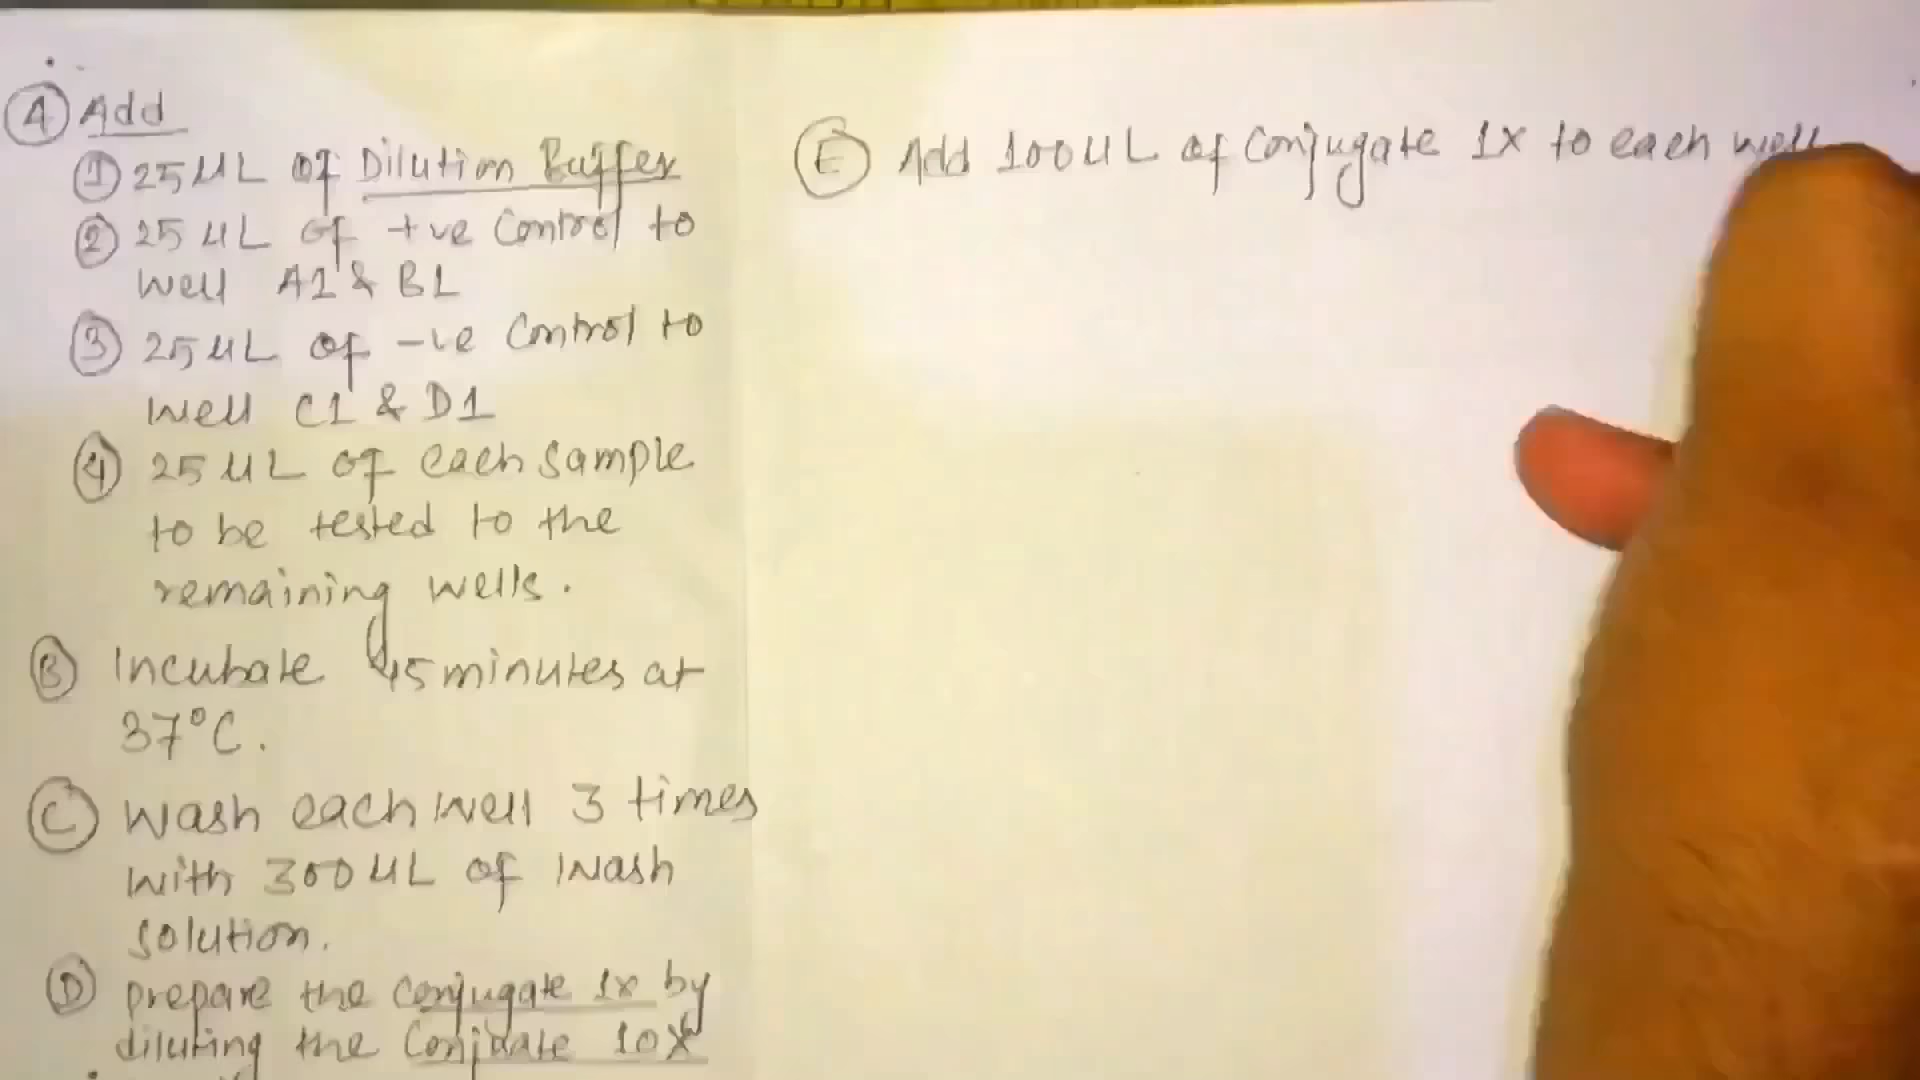 A Add
1 25 µL of Dilution Buffer
2 25 µL of +ve Control to
well A1 & B1
3 25 µL of -ve Control to
well C1 & D1
4 25 µL of each sample
to be tested to the
remaining wells.
B Incubate 45 minutes at
37°C.
C Wash each well 3 times
with 300 µL of wash
solution.
D prepare the conjugate 1x by
diluting the Conjuate 10X
E Add 100 µL of Conjugate 1X to each well